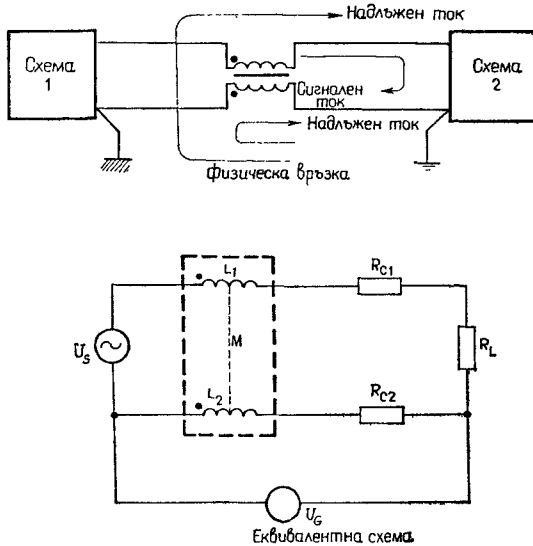 Надлъжен ток
Схема
1
Схема
2
Сигнален
ток
Надлъжен ток
физическа връзка
L1
RC1
US
M
RL
L2
RC2
UG
Еквивалентна схема